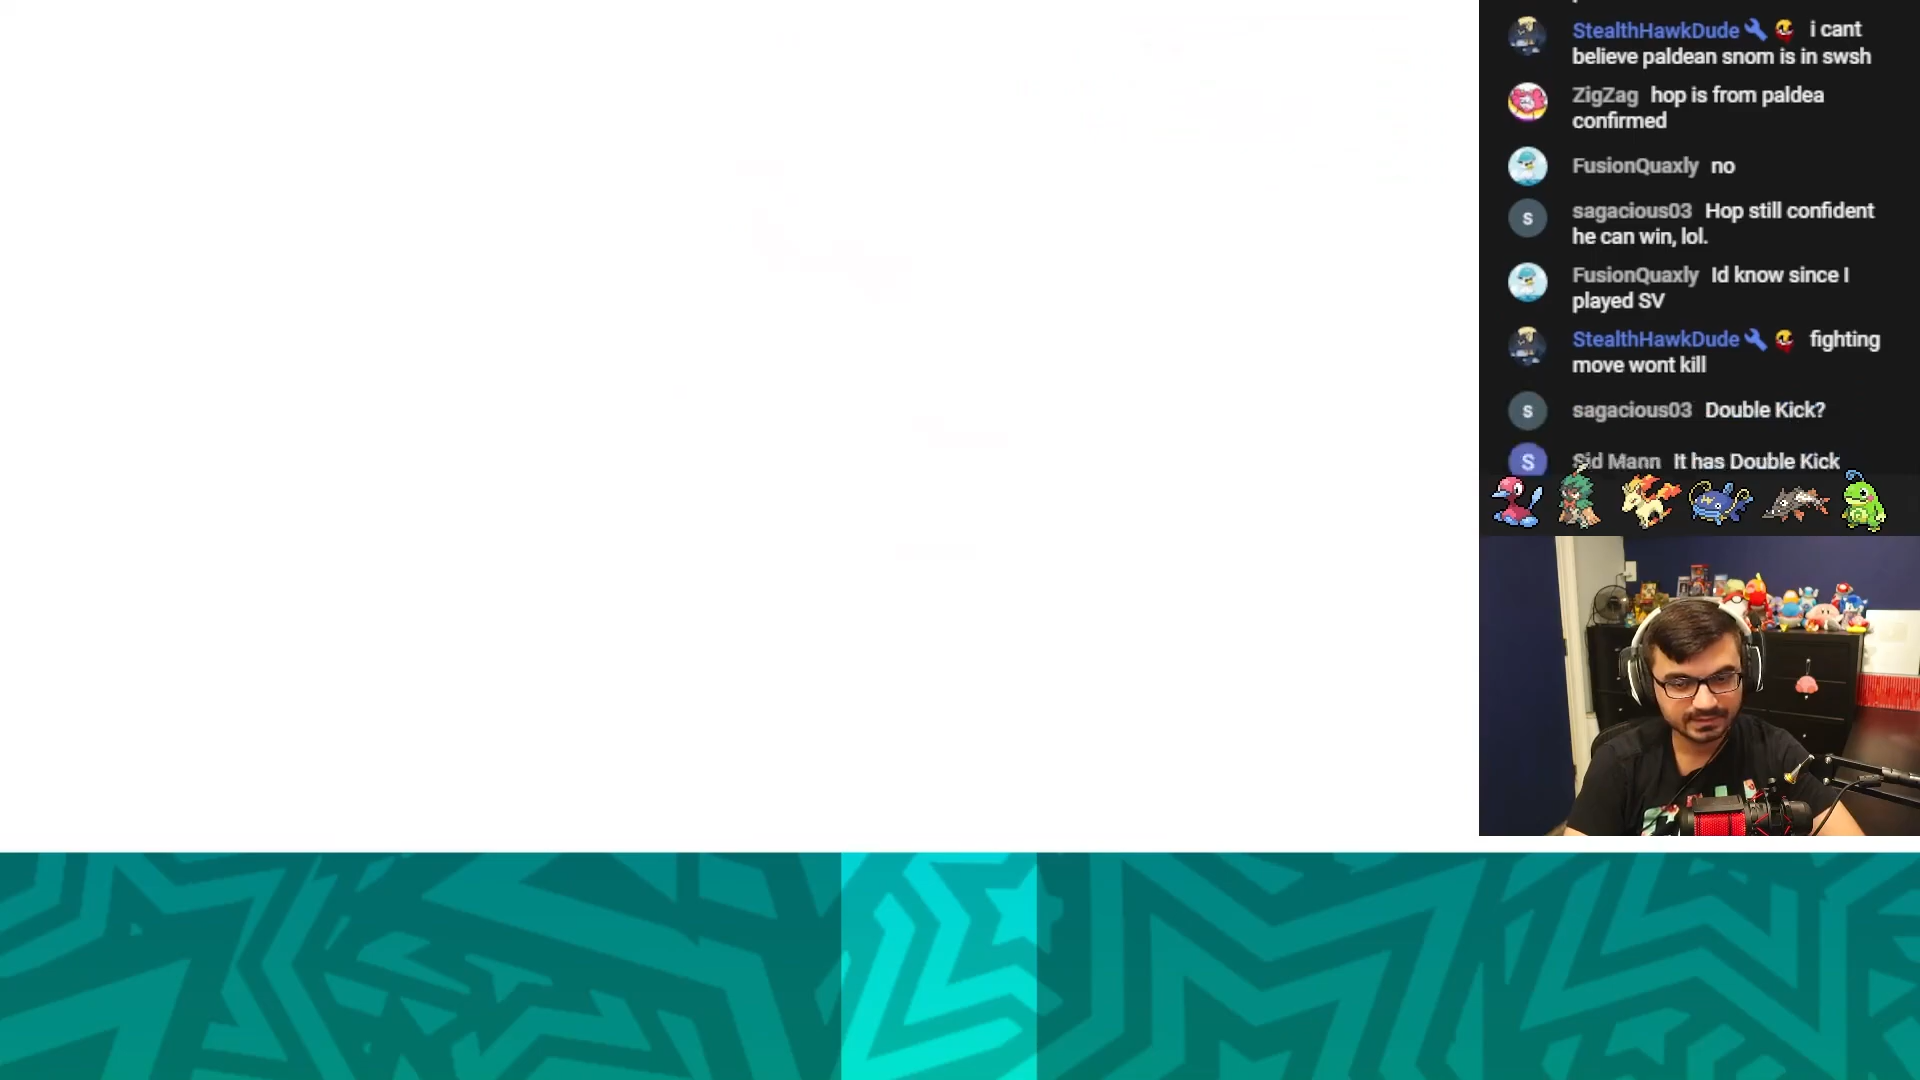 StealthHawkDude i cant
believe paldean snom is in swsh
ZigZag hop is from paldea
confirmed
FusionQuaxly no
s
sagacious03 Hop still confident
he can win, lol.
FusionQuaxly Id know since I
played SV
StealthHawkDude fighting
move wont kill
s
sagacious03 Double Kick?
S
Sid Mann It has Double Kick